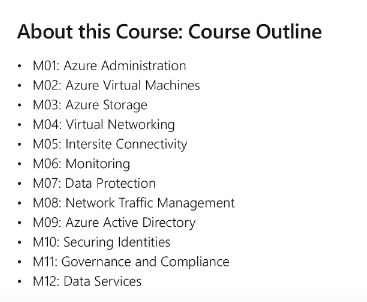 About this Course: Course Outline
• M01: Azure Administration
• M02: Azure Virtual Machines
• M03: Azure Storage
• M04: Virtual Networking
• M05: Intersite Connectivity
• M06: Monitoring
• M07: Data Protection
• M08: Network Traffic Management
• M09: Azure Active Directory
• M10: Securing Identities
• M11: Governance and Compliance
• M12: Data Services